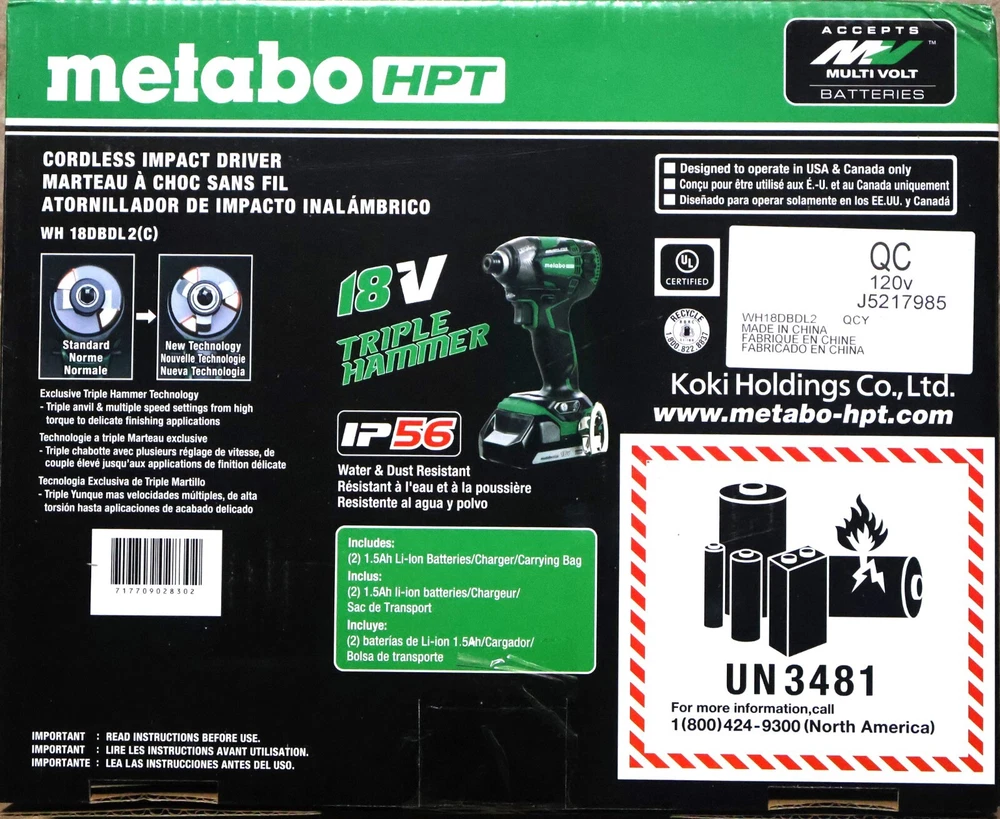 metabo HPT
ACCEPTS
MV™
MULTI VOLT
BATTERIES
CORDLESS IMPACT DRIVER
MARTEAU À CHOC SANS FIL
ATORNILLADOR DE IMPACTO INALÁMBRICO
WH 18DBDL2(C)
Standard
Norme
Normale
New Technology
Nouvelle Technologie
Nueva Technologia
Exclusive Triple Hammer Technology
- Triple anvil & multiple speed settings from high
torque to delicate finishing applications
Technologie a triple Marteau exclusive
- Triple chabotte avec plusieurs réglage de vitesse, de
couple élevé jusqu'aux applications de finition délicate
Tecnologia Exclusiva de Triple Martillo
- Triple Yunque mas velocidades múltiples, de alta
torsión hasta aplicaciones de acabado delicado
717709028302
IMPORTANT : READ INSTRUCTIONS BEFORE USE.
IMPORTANT : LIRE LES INSTRUCTIONS AVANT UTILISATION.
IMPORTANTE : LEA LAS INSTRUCCIONES ANTES DEL USO.
18V
TRIPLE
HAMMER
metabo HPT
IP56
Water & Dust Resistant
Résistant à l'eau et à la poussière
Resistente al agua y polvo
Includes:
(2) 1.5Ah Li-Ion Batteries/Charger/Carrying Bag
Inclus:
(2) 1.5Ah li-ion batteries/Chargeur/
Sac de Transport
Incluye:
(2) baterías de Li-ion 1.5Ah/Cargador/
Bolsa de transporte
Designed to operate in USA & Canada only
Conçu pour être utilisé aux É.-U. et au Canada uniquement
Diseñado para operar solamente en los EE.UU. y Canadá
UL
CERTIFIED
RECYCLE
1.800.822.8837
QC
120v
J5217985
WH18DBDL2 QCY
MADE IN CHINA
FABRIQUE EN CHINE
FABRICADO EN CHINA
Koki Holdings Co.,Ltd.
www.metabo-hpt.com
UN 3481
For more information,call
1(800)424-9300 (North America)